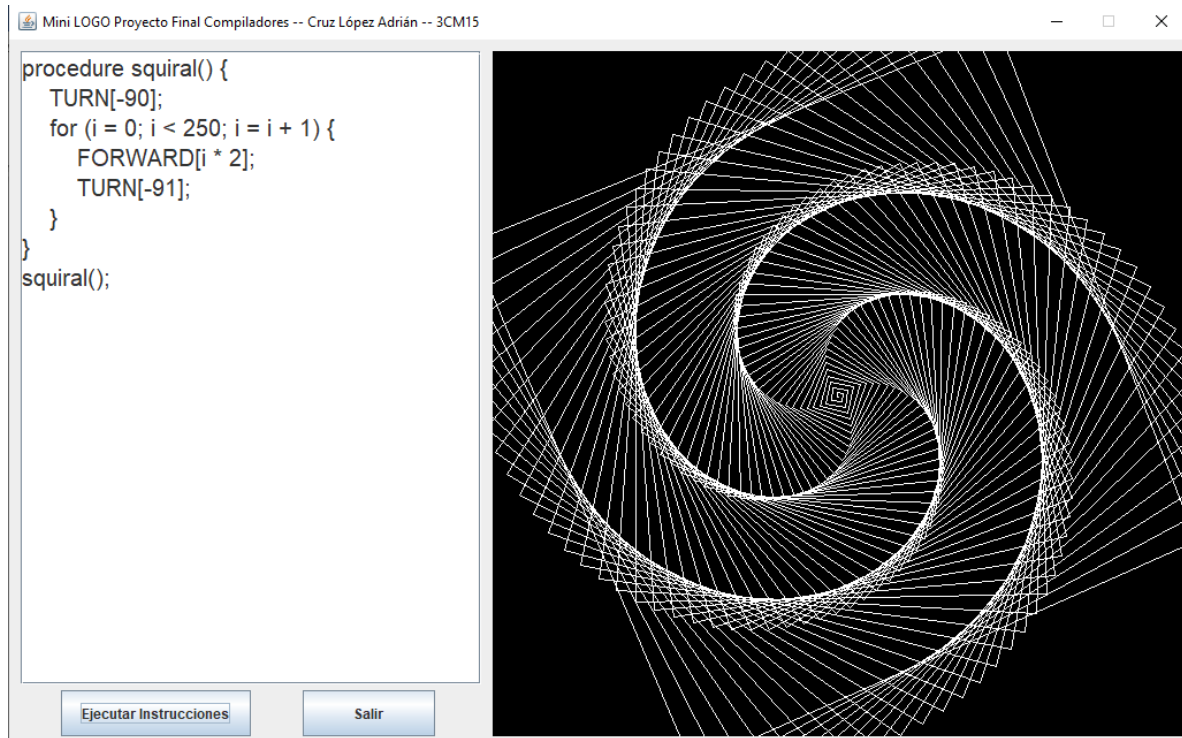 Mini LOGO Proyecto Final Compiladores -- Cruz López Adrián -- 3CM15
procedure squiral() {
TURN[-90];
for (i = 0; i < 250; i = i + 1) {
FORWARD[i * 2];
TURN[-91];
}
}
squiral();
Ejecutar Instrucciones
Salir